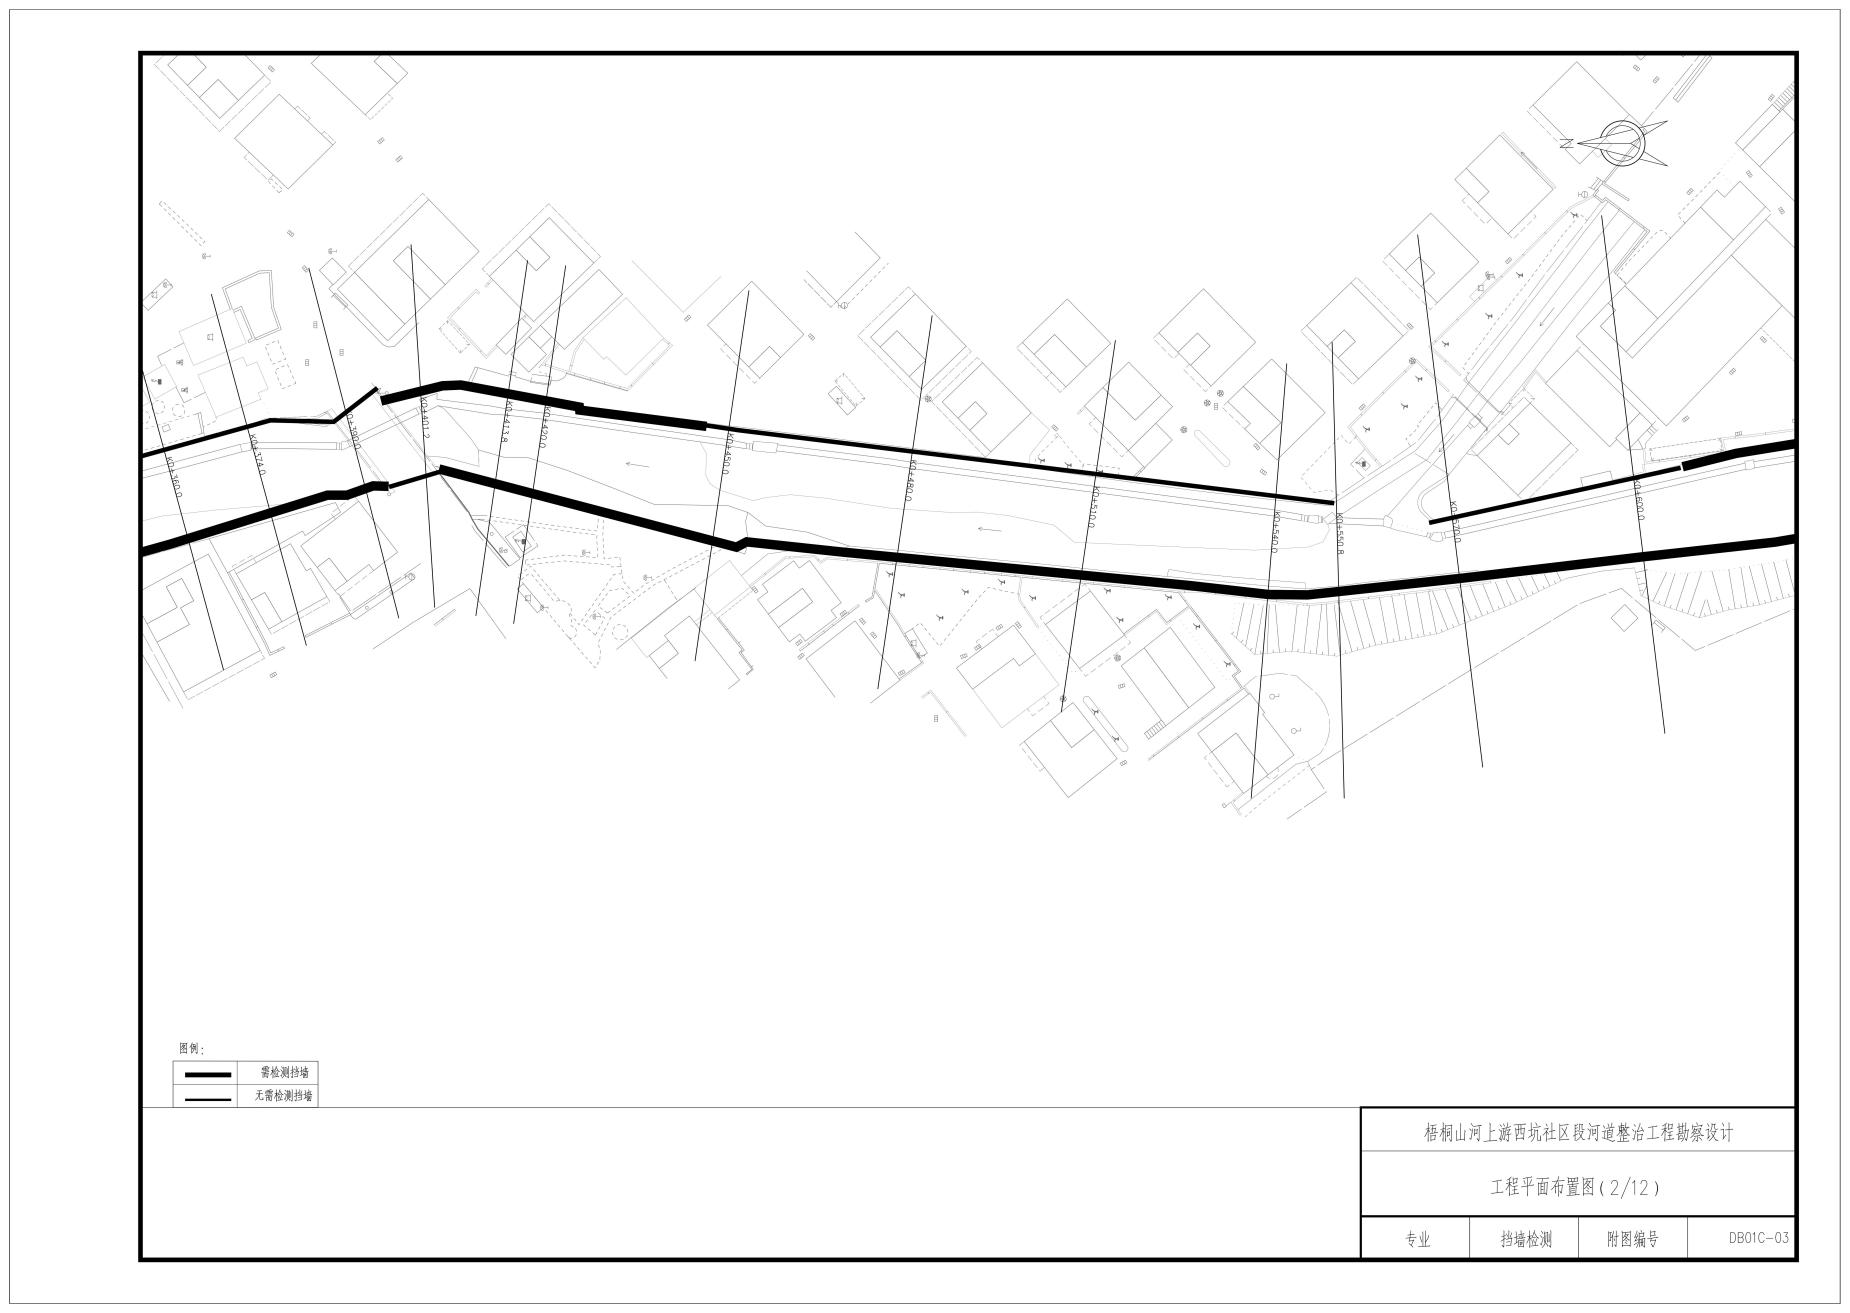 N
K0+360.0
K0+374.0
K0+390.0
K0+401.2
K0+413.8
K0+420.0
K0+450.0
K0+480.0
K0+510.0
K0+540.0
K0+550.8
K0+570.0
K0+600.0
图例:
需检测挡墙
无需检测挡墙
梧桐山河上游西坑社区段河道整治工程勘察设计
工程平面布置图(2/12)
专业 挡墙检测 附图编号 DB01C-03